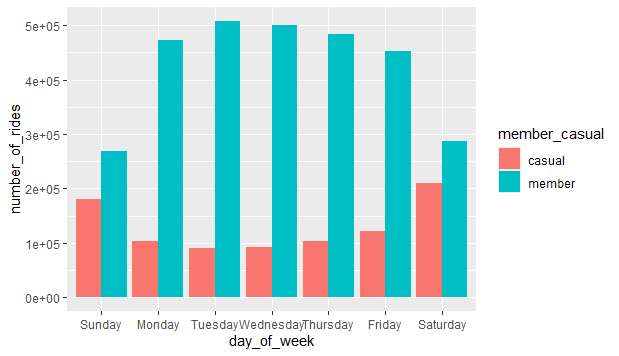 5e+05
4e+05
3e+05
2e+05
1e+05
0e+00
number_of_rides
Sunday Monday Tuesday Wednesday Thursday Friday Saturday
day_of_week
member_casual
casual
member